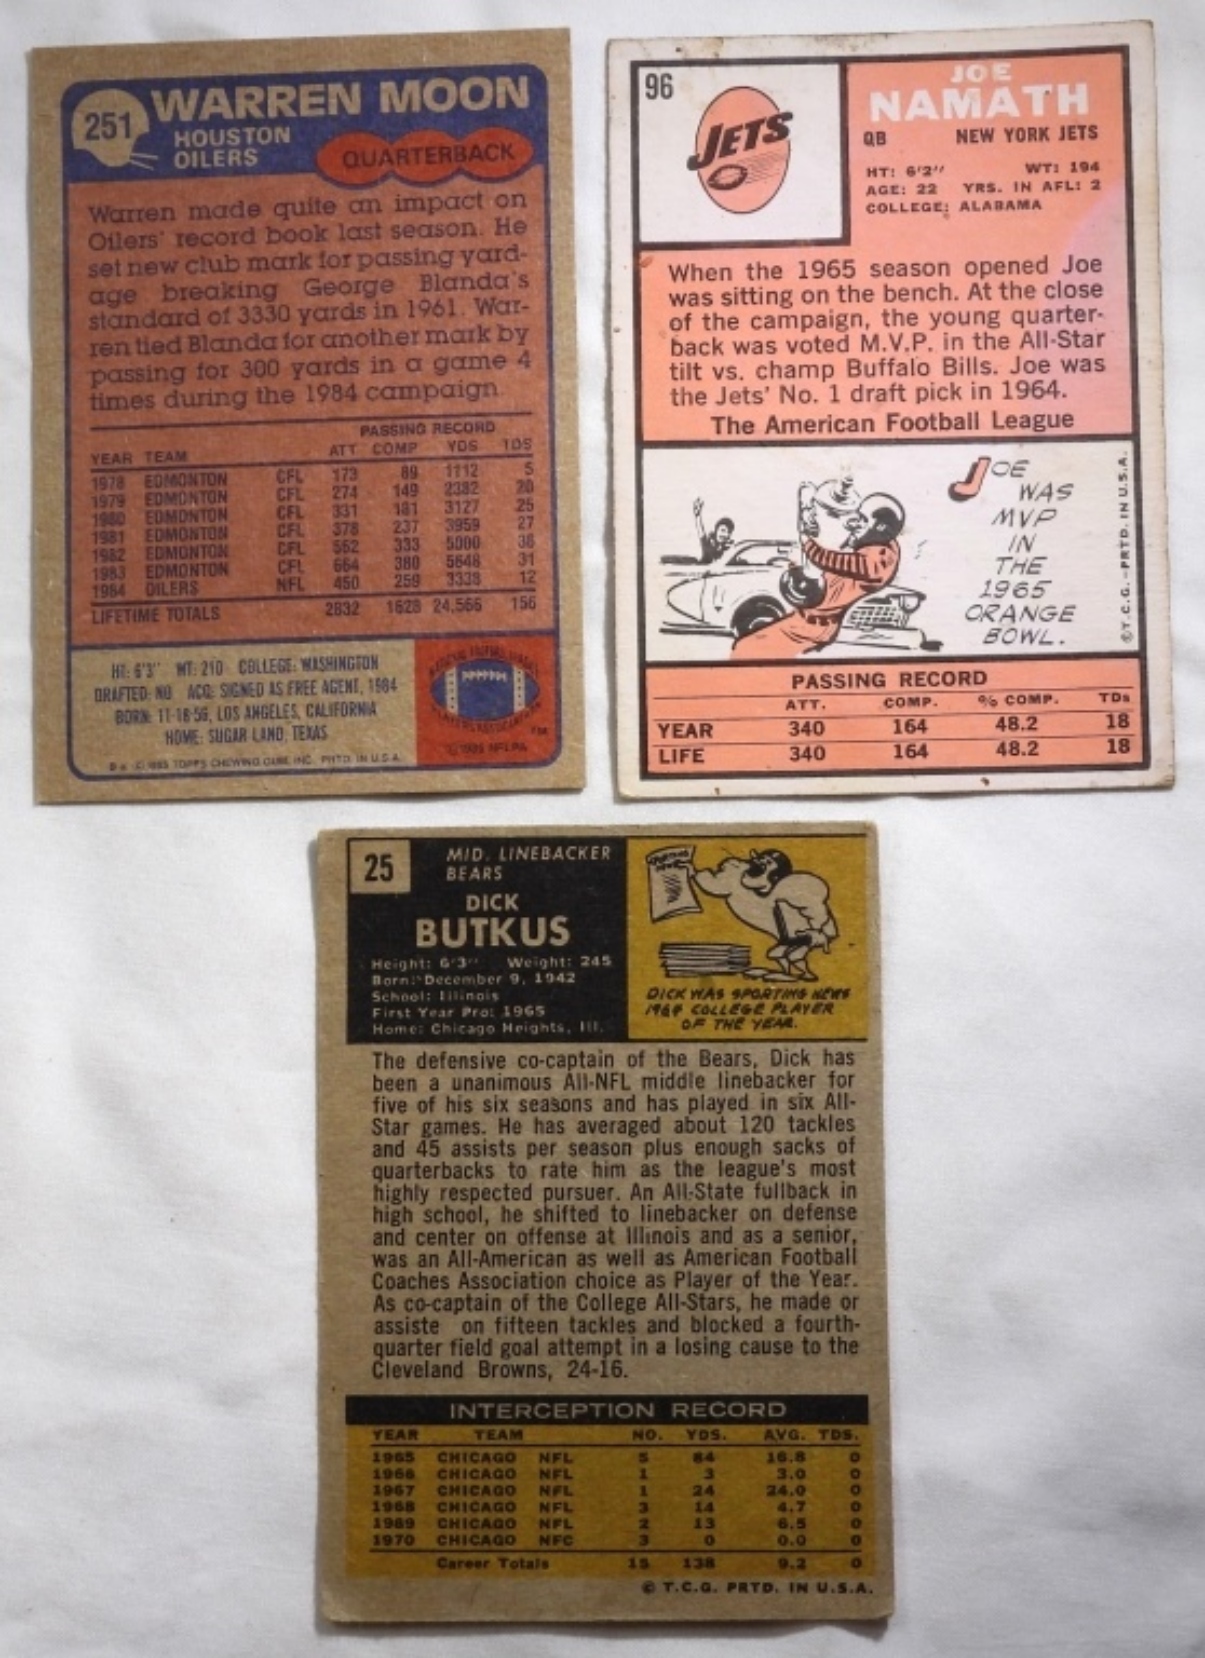 251
WARREN MOON
HOUSTON
OILERS
QUARTERBACK
Warren made quite an impact on
Oilers' record book last season. He
set new club mark for passing yard-
age breaking George Blanda's
standard of 3330 yards in 1961. War-
ren tied Blanda for another mark by
passing for 300 yards in a game 4
times during the 1984 campaign
PASSING RECORD
YEAR TEAM ATT COMP YDS TDS
1978 EDMONTON CFL 173 89 1112 5
1979 EDMONTON CFL 274 149 2382 20
1980 EDMONTON CFL 331 181 3127 25
1981 EDMONTON CFL 378 237 3959 27
1982 EDMONTON CFL 562 333 5000 36
1983 EDMONTON CFL 664 380 5648 31
1984 OILERS NFL 450 259 3338 12
LIFETIME TOTALS 2832 1628 24,566 156
HT: 6'3" WT: 210 COLLEGE: WASHINGTON
DRAFTED: NO ACQ: SIGNED AS FREE AGENT, 1984
BORN: 11-18-56, LOS ANGELES, CALIFORNIA
HOME: SUGAR LAND, TEXAS
© 1985 TOPPS CHEWING GUM, INC. PRTD. IN U.S.A.
NATIONAL FOOTBALL LEAGUE
PLAYERS ASSOCIATION
TM
© 1985 NFLPA
96
JETS
JOE
NAMATH
QB NEW YORK JETS
HT: 6'2" WT: 194
AGE: 22 YRS. IN AFL: 2
COLLEGE: ALABAMA
When the 1965 season opened Joe
was sitting on the bench. At the close
of the campaign, the young quarter-
back was voted M.V.P. in the All-Star
tilt vs. champ Buffalo Bills. Joe was
the Jets' No. 1 draft pick in 1964.
The American Football League
JOE
WAS
MVP
IN
THE
1965
ORANGE
BOWL.
©T.C.G.-PRTD. IN U.S.A.
PASSING RECORD
ATT. COMP. % COMP. TDs
YEAR 340 164 48.2 18
LIFE 340 164 48.2 18
25
MID. LINEBACKER
BEARS
DICK
BUTKUS
Height: 6'3" Weight: 245
Born: December 9, 1942
School: Illinois
First Year Pro: 1965
Home: Chicago Heights, Ill.
SPORTING NEWS
DICK WAS SPORTING NEWS
1964 COLLEGE PLAYER
OF THE YEAR.
The defensive co-captain of the Bears, Dick has
been a unanimous All-NFL middle linebacker for
five of his six seasons and has played in six All-
Star games. He has averaged about 120 tackles
and 45 assists per season plus enough sacks of
quarterbacks to rate him as the league's most
highly respected pursuer. An All-State fullback in
high school, he shifted to linebacker on defense
and center on offense at Illinois and as a senior,
was an All-American as well as American Football
Coaches Association choice as Player of the Year.
As co-captain of the College All-Stars, he made or
assiste on fifteen tackles and blocked a fourth-
quarter field goal attempt in a losing cause to the
Cleveland Browns, 24-16.
INTERCEPTION RECORD
YEAR TEAM NO. YDS. AVG. TDS.
1965 CHICAGO NFL 5 84 16.8 0
1966 CHICAGO NFL 1 3 3.0 0
1967 CHICAGO NFL 1 24 24.0 0
1968 CHICAGO NFL 3 14 4.7 0
1969 CHICAGO NFL 2 13 6.5 0
1970 CHICAGO NFC 3 0 0.0 0
Career Totals 15 138 9.2 0
© T.C.G. PRTD. IN U.S.A.